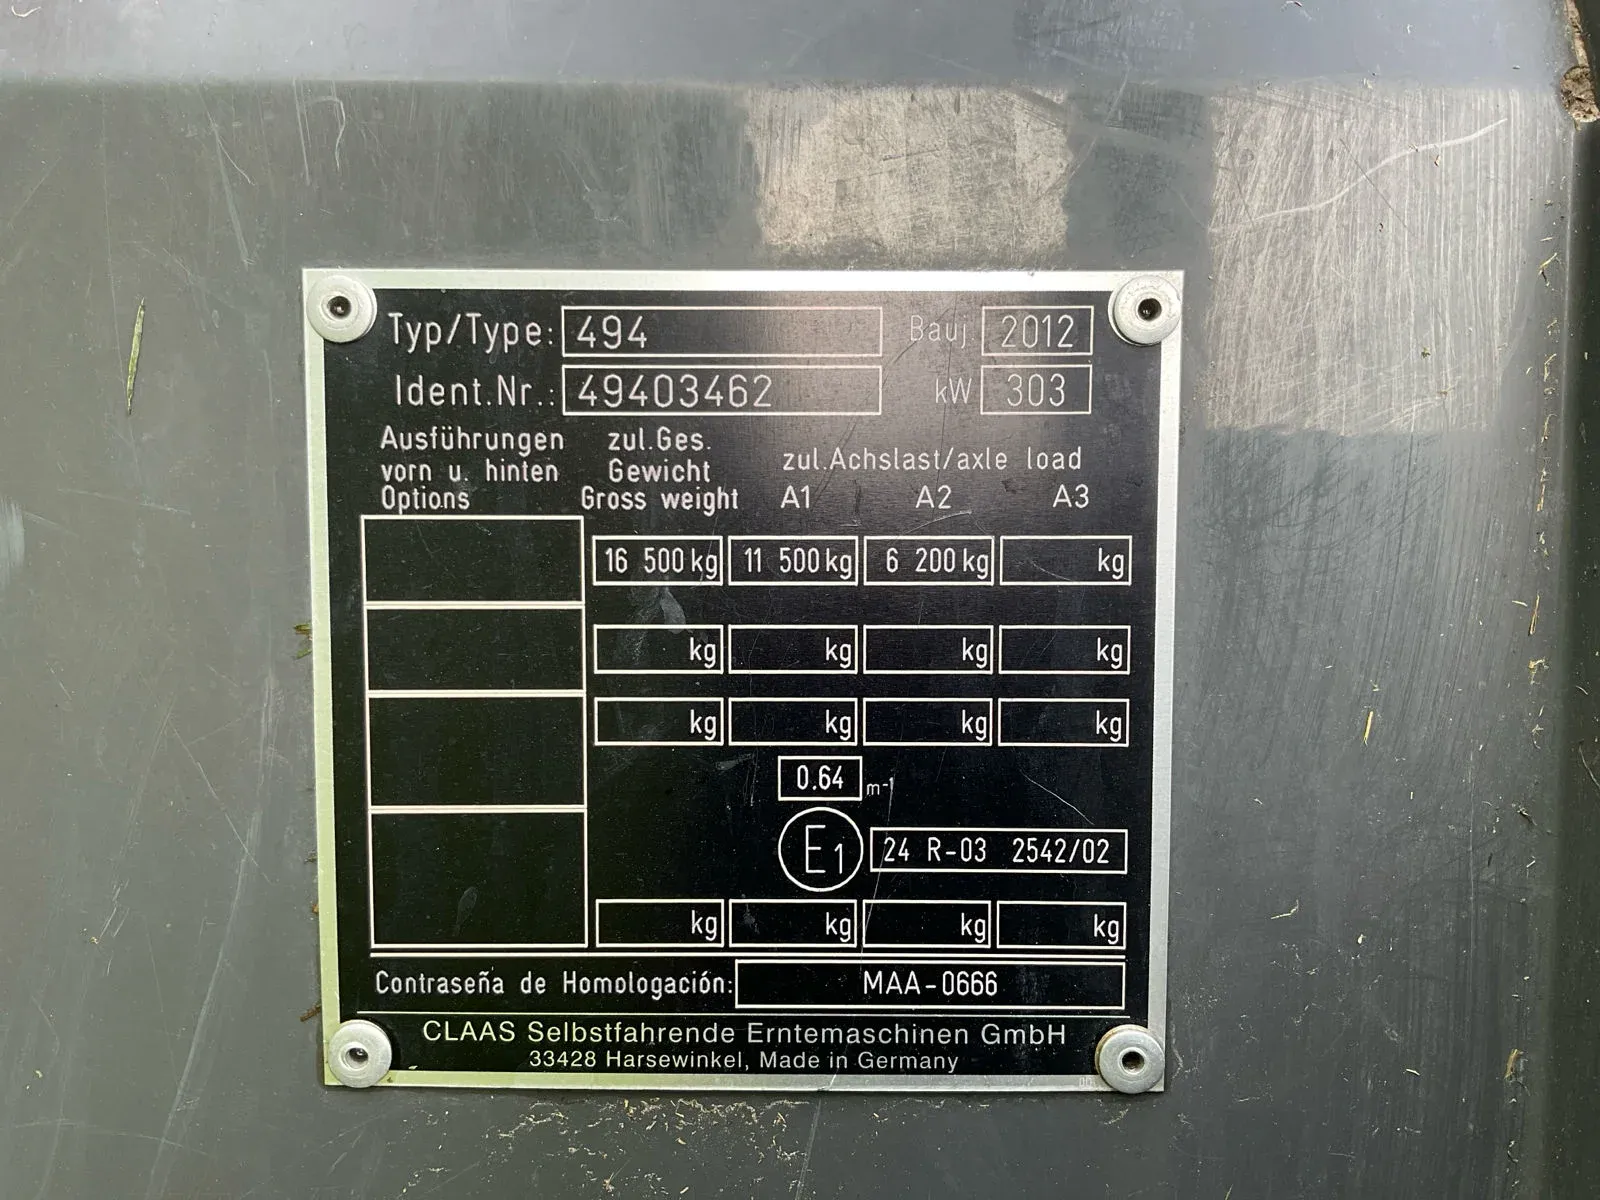 Typ/Type: 494 Bauj. 2012
Ident.Nr.: 49403462 kW 303
Ausführungen vorn u. hinten Options
zul.Ges. Gewicht Gross weight
zul.Achslast/axle load
A1 A2 A3
16 500 kg 11 500 kg 6 200 kg kg
kg kg kg kg
kg kg kg kg
0.64 m-1
E1 24 R-03 2542/02
kg kg kg kg
Contraseña de Homologación: MAA-0666
CLAAS Selbstfahrende Erntemaschinen GmbH
33428 Harsewinkel, Made in Germany